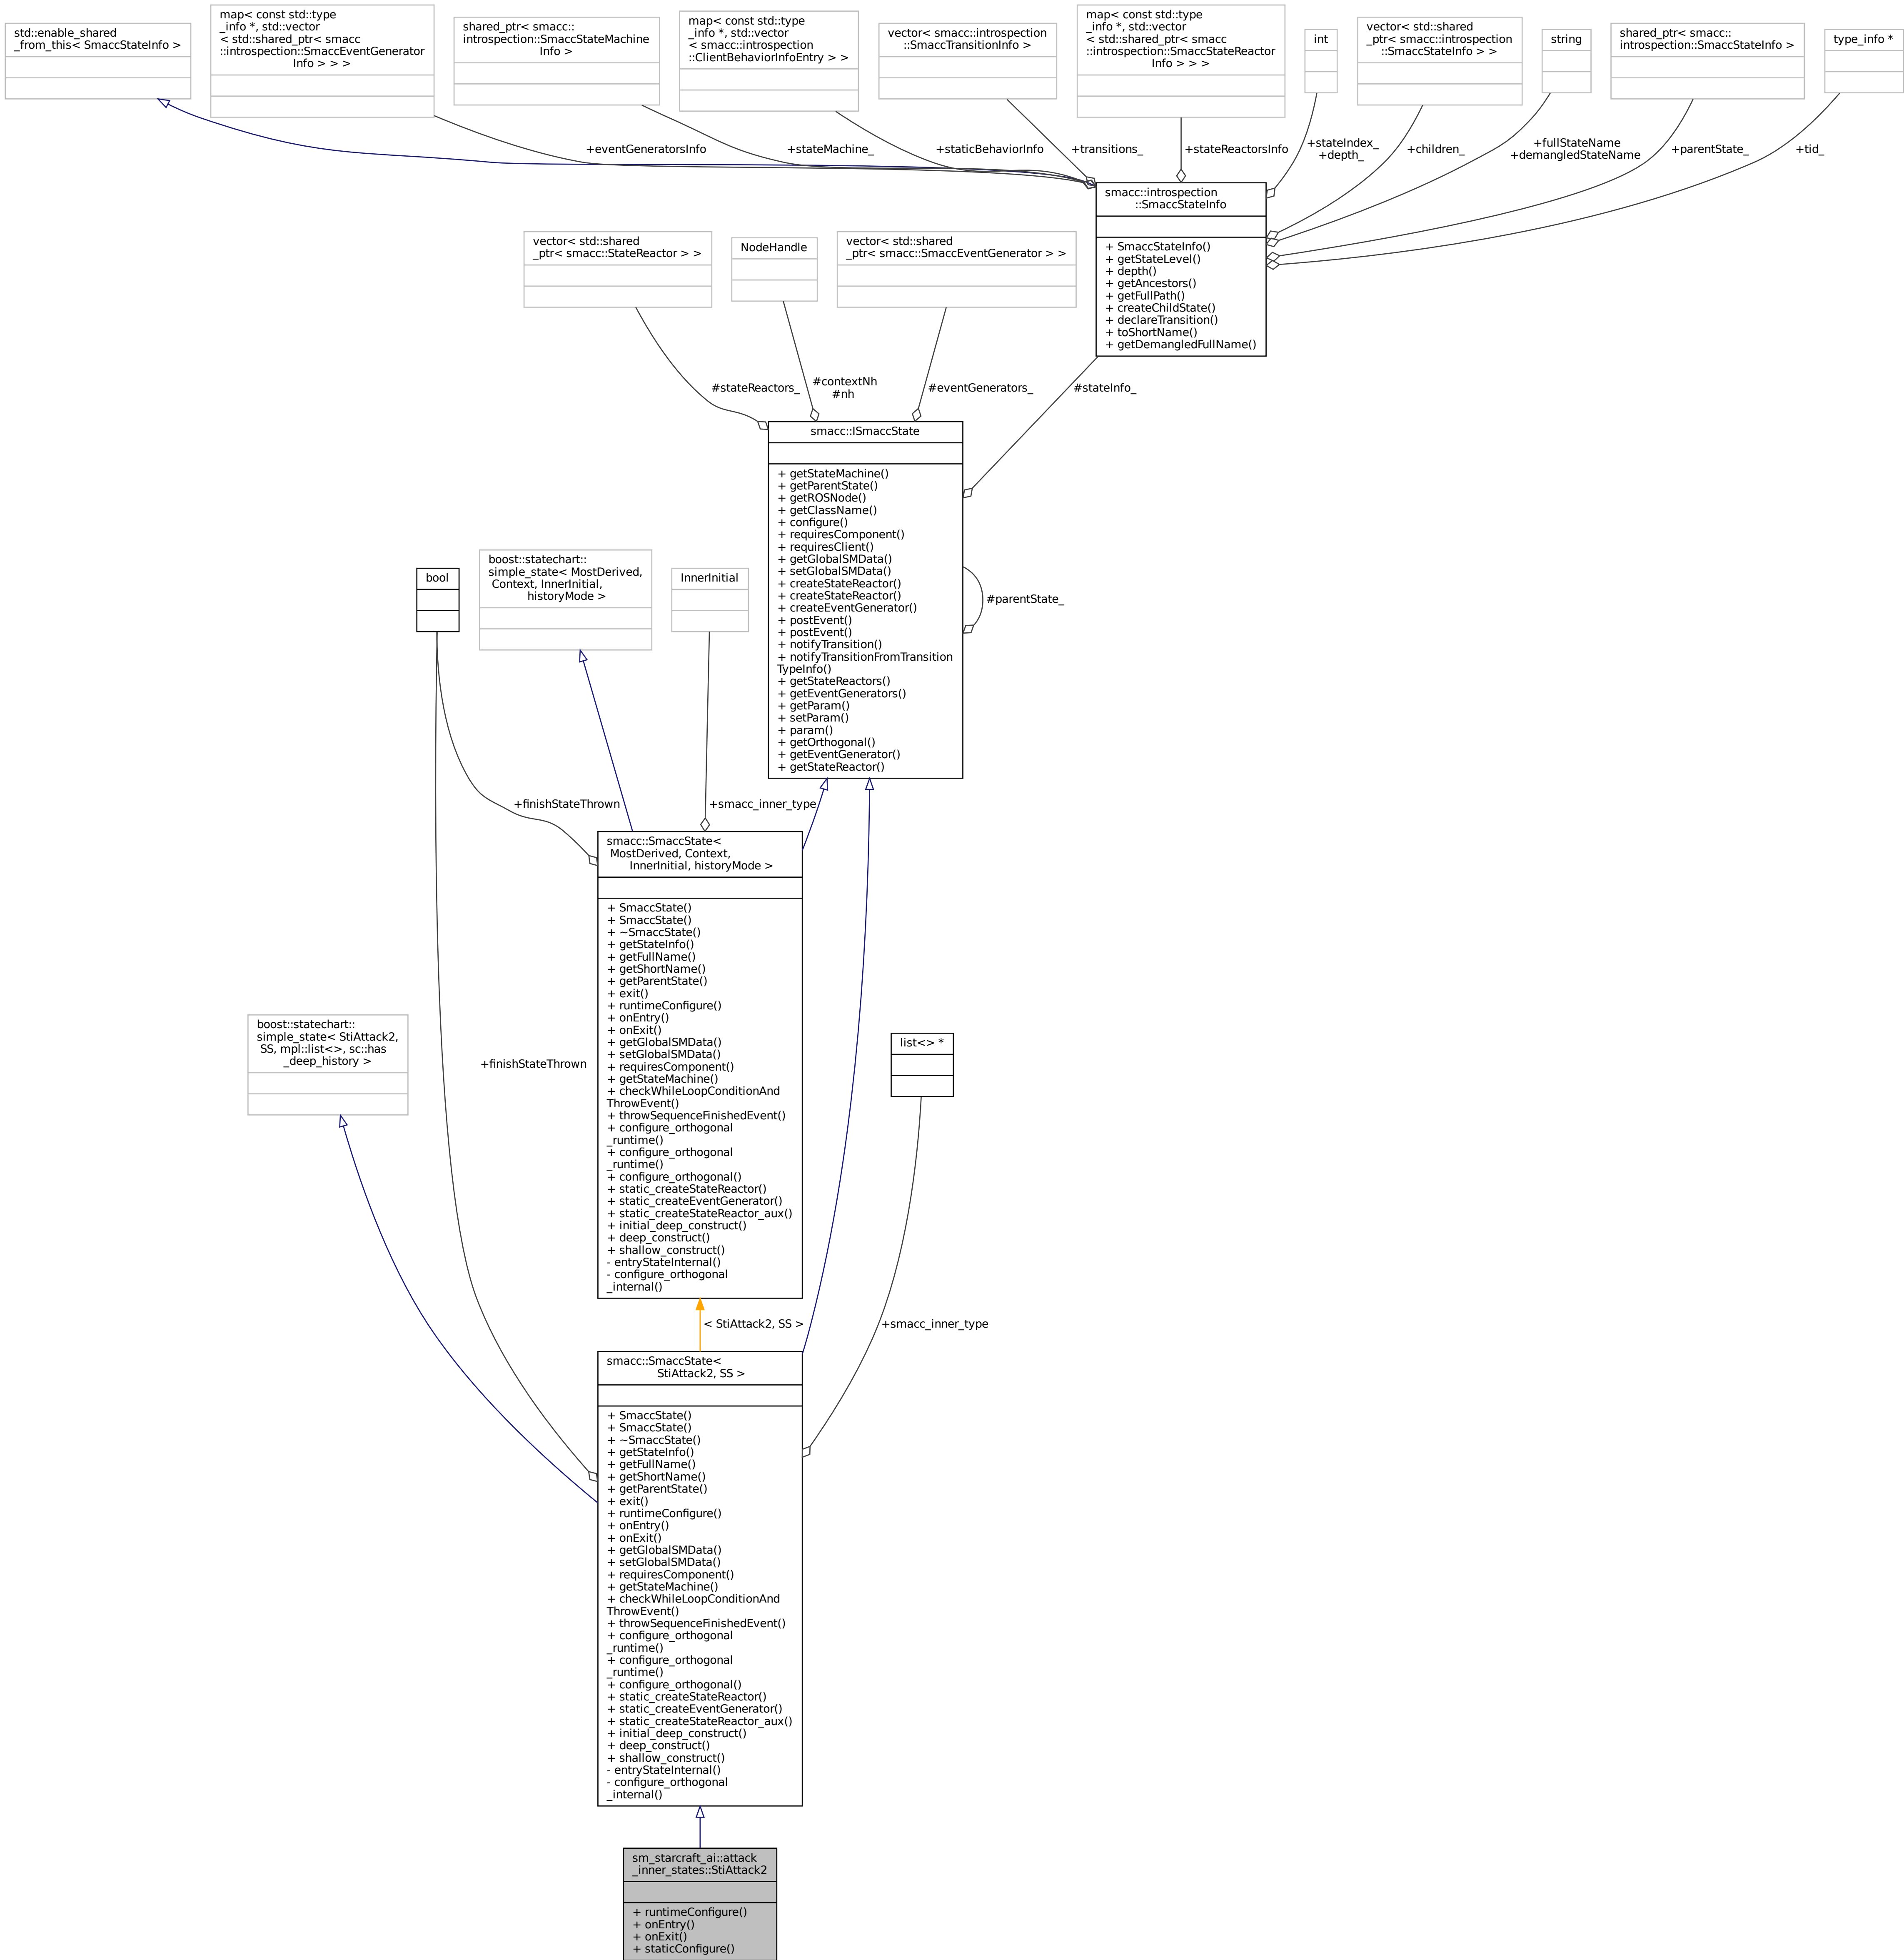 std::enable_shared
_from_this< SmaccStateInfo >
map< const std::type
_info *, std::vector
< std::shared_ptr< smacc
::introspection::SmaccEventGenerator
Info > > >
shared_ptr< smacc::
introspection::SmaccStateMachine
Info >
map< const std::type
_info *, std::vector
< smacc::introspection
::ClientBehaviorInfoEntry > >
vector< smacc::introspection
::SmaccTransitionInfo >
map< const std::type
_info *, std::vector
< std::shared_ptr< smacc
::introspection::SmaccStateReactor
Info > > >
int
vector< std::shared
_ptr< smacc::introspection
::SmaccStateInfo > >
string
shared_ptr< smacc::
introspection::SmaccStateInfo >
type_info *
+eventGeneratorsInfo
+stateMachine_
+staticBehaviorInfo
+transitions_
+stateReactorsInfo
+stateIndex_
+depth_
+children_
+fullStateName
+demangledStateName
+parentState_
+tid_
smacc::introspection
::SmaccStateInfo
+ SmaccStateInfo()
+ getStateLevel()
+ depth()
+ getAncestors()
+ getFullPath()
+ createChildState()
+ declareTransition()
+ toShortName()
+ getDemangledFullName()
vector< std::shared
_ptr< smacc::StateReactor > >
NodeHandle
vector< std::shared
_ptr< smacc::SmaccEventGenerator > >
#stateReactors_
#contextNh
#nh
#eventGenerators_
#stateInfo_
smacc::ISmaccState
+ getStateMachine()
+ getParentState()
+ getROSNode()
+ getClassName()
+ configure()
+ requiresComponent()
+ requiresClient()
+ getGlobalSMData()
+ setGlobalSMData()
+ createStateReactor()
+ createStateReactor()
+ createEventGenerator()
+ postEvent()
+ postEvent()
+ notifyTransition()
+ notifyTransitionFromTransition
TypeInfo()
+ getStateReactors()
+ getEventGenerators()
+ getParam()
+ setParam()
+ param()
+ getOrthogonal()
+ getEventGenerator()
+ getStateReactor()
#parentState_
bool
boost::statechart::
simple_state< MostDerived,
Context, InnerInitial,
historyMode >
InnerInitial
+finishStateThrown
+smacc_inner_type
smacc::SmaccState<
MostDerived, Context,
InnerInitial, historyMode >
+ SmaccState()
+ SmaccState()
+ ~SmaccState()
+ getStateInfo()
+ getFullName()
+ getShortName()
+ getParentState()
+ exit()
+ runtimeConfigure()
+ onEntry()
+ onExit()
+ getGlobalSMData()
+ setGlobalSMData()
+ requiresComponent()
+ getStateMachine()
+ checkWhileLoopConditionAnd
ThrowEvent()
+ throwSequenceFinishedEvent()
+ configure_orthogonal
_runtime()
+ configure_orthogonal
_runtime()
+ configure_orthogonal()
+ static_createStateReactor()
+ static_createEventGenerator()
+ static_createStateReactor_aux()
+ initial_deep_construct()
+ deep_construct()
+ shallow_construct()
- entryStateInternal()
- configure_orthogonal
_internal()
boost::statechart::
simple_state< StiAttack2,
SS, mpl::list<>, sc::has
_deep_history >
+finishStateThrown
list<> *
< StiAttack2, SS >
+smacc_inner_type
smacc::SmaccState<
StiAttack2, SS >
+ SmaccState()
+ SmaccState()
+ ~SmaccState()
+ getStateInfo()
+ getFullName()
+ getShortName()
+ getParentState()
+ exit()
+ runtimeConfigure()
+ onEntry()
+ onExit()
+ getGlobalSMData()
+ setGlobalSMData()
+ requiresComponent()
+ getStateMachine()
+ checkWhileLoopConditionAnd
ThrowEvent()
+ throwSequenceFinishedEvent()
+ configure_orthogonal
_runtime()
+ configure_orthogonal
_runtime()
+ configure_orthogonal()
+ static_createStateReactor()
+ static_createEventGenerator()
+ static_createStateReactor_aux()
+ initial_deep_construct()
+ deep_construct()
+ shallow_construct()
- entryStateInternal()
- configure_orthogonal
_internal()
sm_starcraft_ai::attack
_inner_states::StiAttack2
+ runtimeConfigure()
+ onEntry()
+ onExit()
+ staticConfigure()